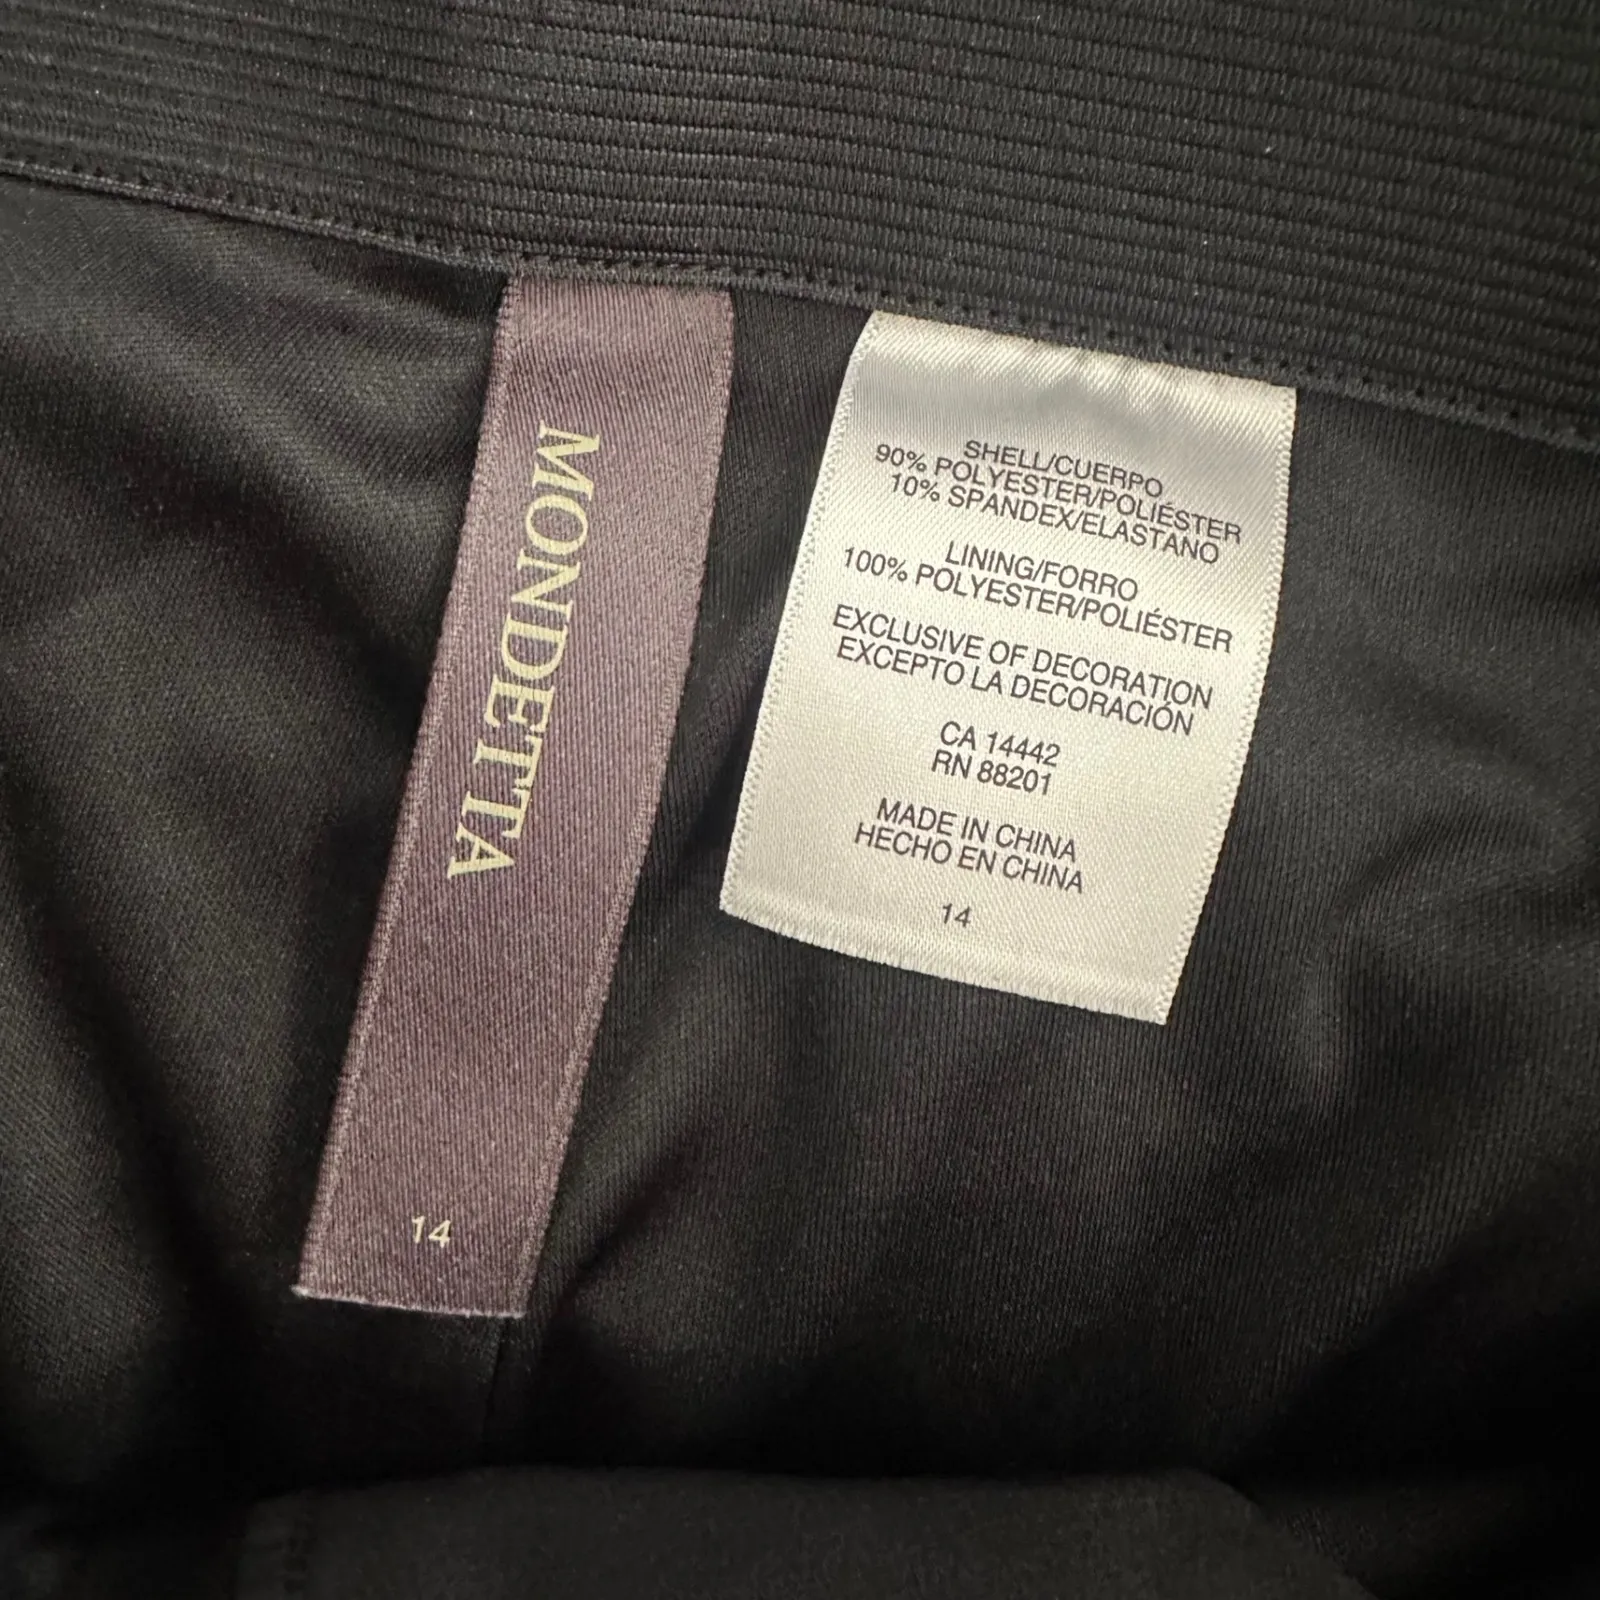 MONDETTA
14
SHELL/CUERPO
90% POLYESTER/POLIÉSTER
10% SPANDEX/ELASTANO
LINING/FORRO
100% POLYESTER/POLIÉSTER
EXCLUSIVE OF DECORATION
EXCEPTO LA DECORACIÓN
CA 14442
RN 88201
MADE IN CHINA
HECHO EN CHINA
14